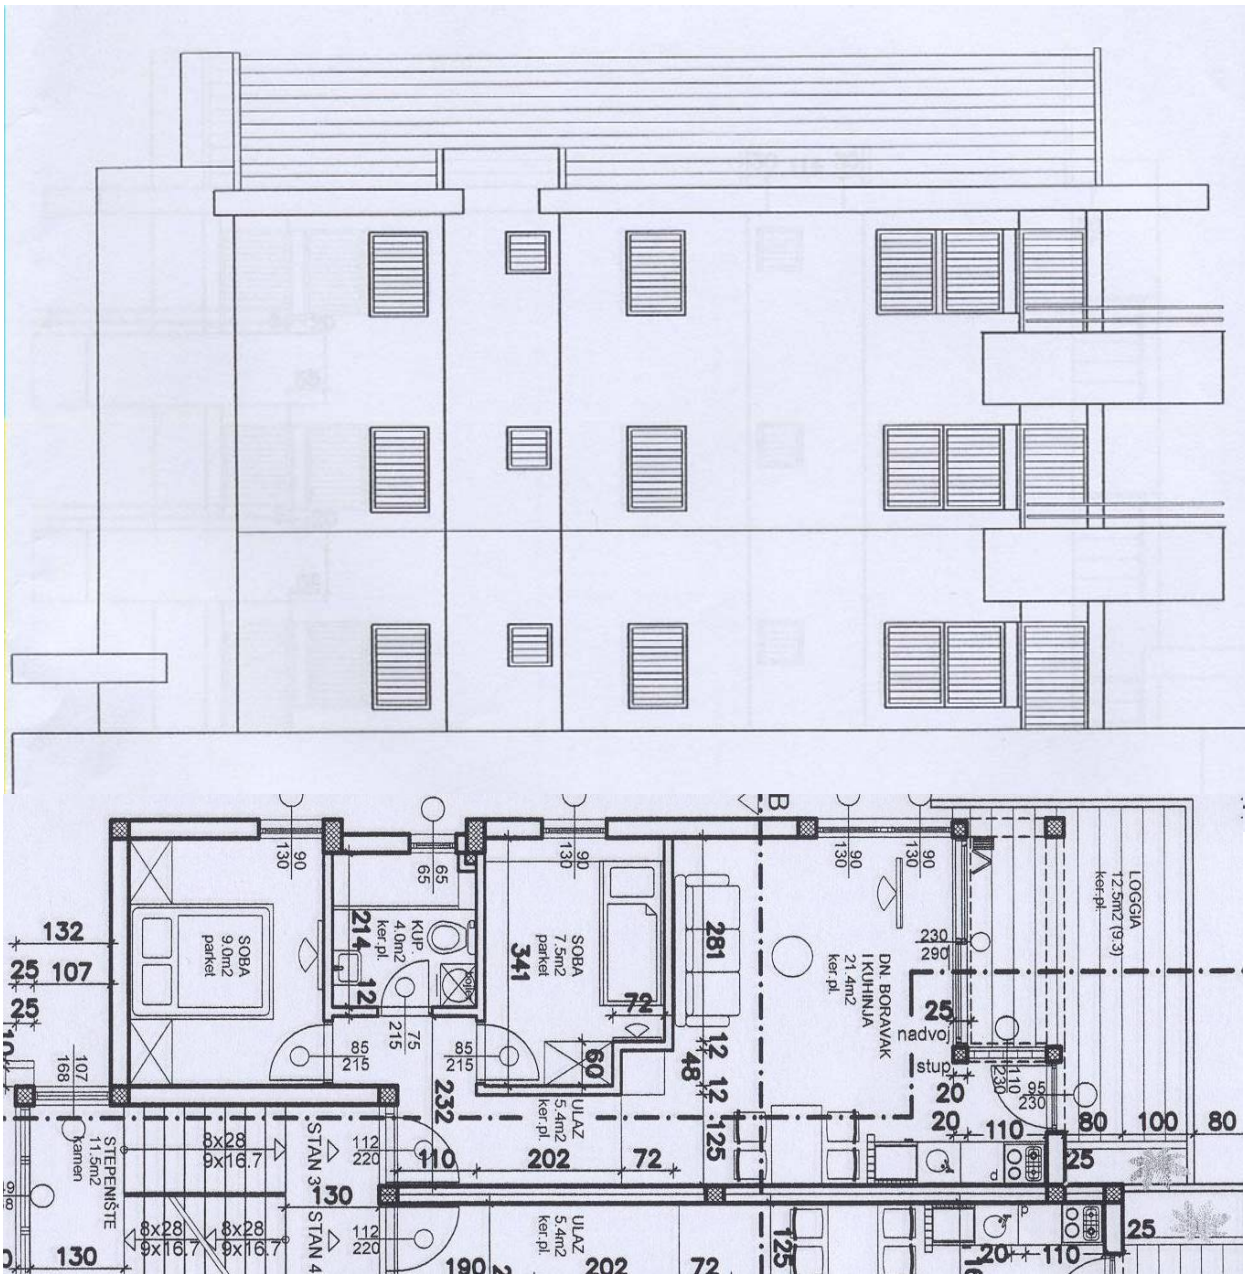 B
90
130
65
65
90
130
90
130
90
130
LOGGIA
12.5m2 (9.3)
ker.pl.
132
25
107
25
SOBA
9.0m2
parket
214
KUP.
4.0m2
ker.pl.
12
341
SOBA
7.5m2
parket
281
DN. BORAVAK
I KUHINJA
21.4m2
ker.pl.
230
290
72
25
nadvoj
stup
20
75
215
85
215
85
215
60
12
48
12
107
168
232
110
230
95
230
STEPENIŠTE
11.5m2
kamen
8x28
9x16.7
STAN 3
112
220
ULAZ
5.4m2
ker.pl.
110
202
72
125
20
110
80
100
80
25
130
130
8x28
9x16.7
8x28
9x16.7
STAN 4
112
220
ULAZ
5.4m2
ker.pl.
190
202
72
125
p
20
110
25